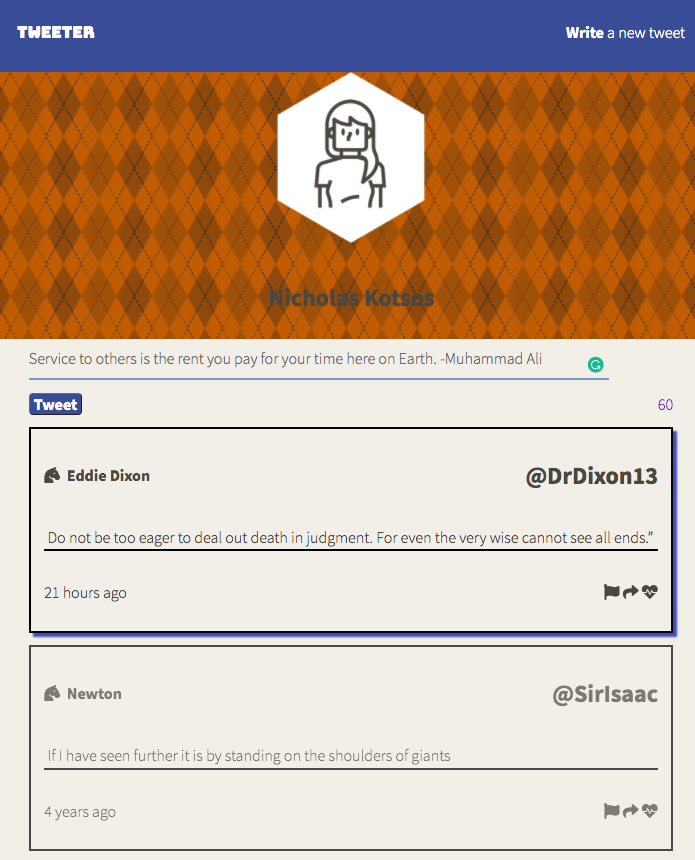 TWEETER
Write a new tweet
Nicholas Kotsos
Service to others is the rent you pay for your time here on Earth. -Muhammad Ali
Tweet
60
Eddie Dixon
@DrDixon13
Do not be too eager to deal out death in judgment. For even the very wise cannot see all ends.”
21 hours ago
Newton
@SirIsaac
If I have seen further it is by standing on the shoulders of giants
4 years ago